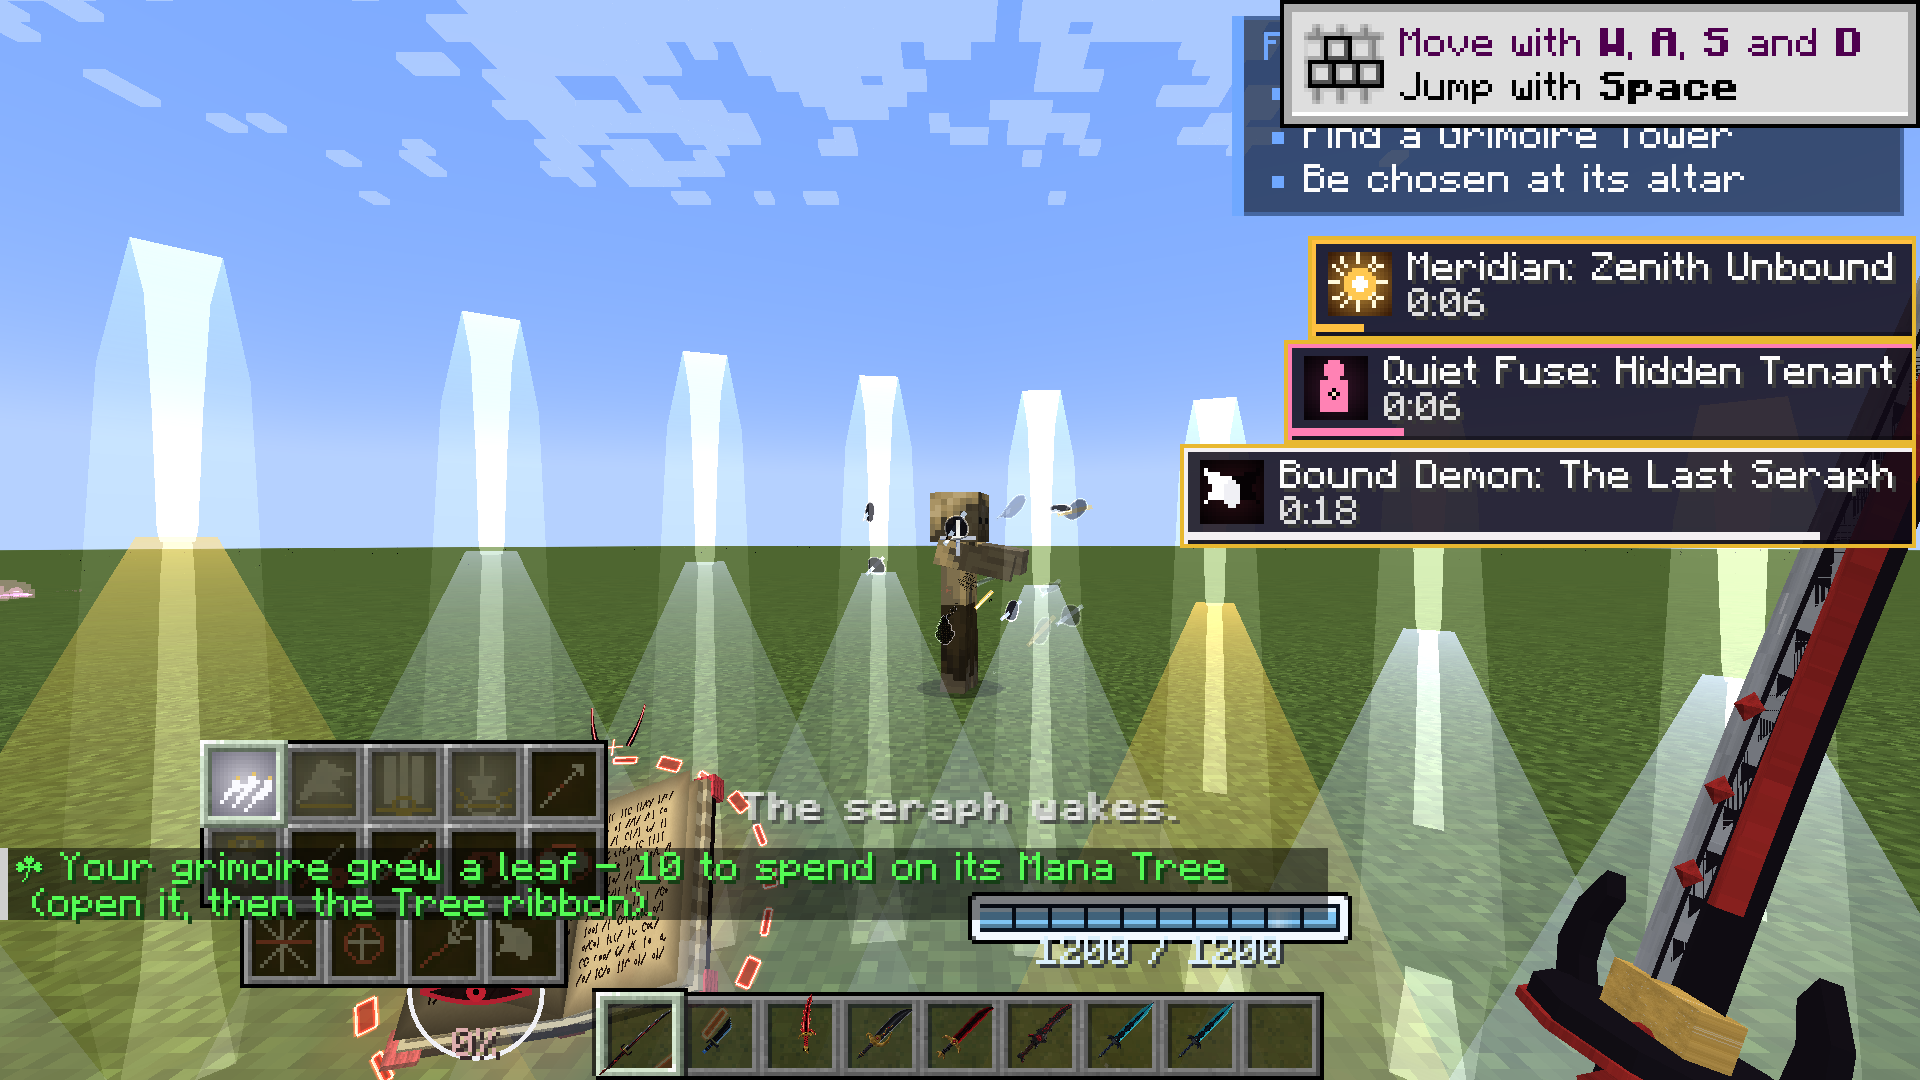 Move with W, A, S and D
Jump with Space
Find a Grimoire Tower
Be chosen at its altar
Meridian: Zenith Unbound
0:06
Quiet Fuse: Hidden Tenant
0:06
Bound Demon: The Last Seraph
0:18
The seraph wakes.
☘ Your grimoire grew a leaf — 10 to spend on its Mana Tree
(open it, then the Tree ribbon).
1200 / 1200
0%